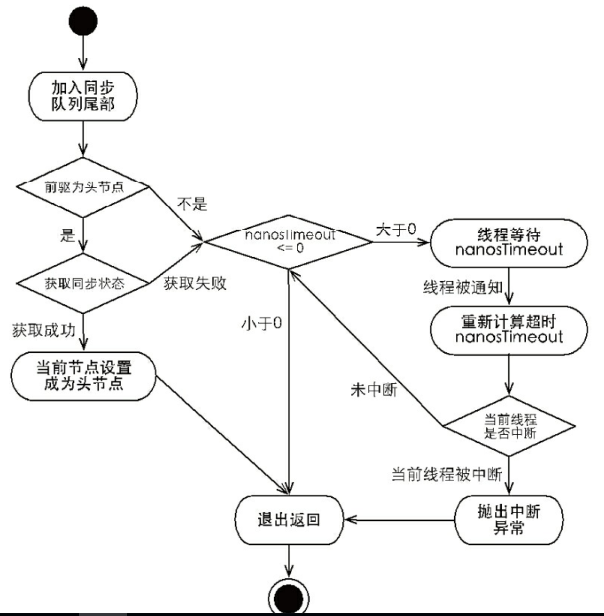 加入同步
队列尾部
前驱为头节点
不是
是
nanosTimeout
<= 0
大于0
线程等待
nanosTimeout
获取同步状态
获取失败
线程被通知
获取成功
小于0
重新计算超时
nanosTimeout
当前节点设置
成为头节点
未中断
当前线程
是否中断
当前线程被中断
退出返回
抛出中断
异常